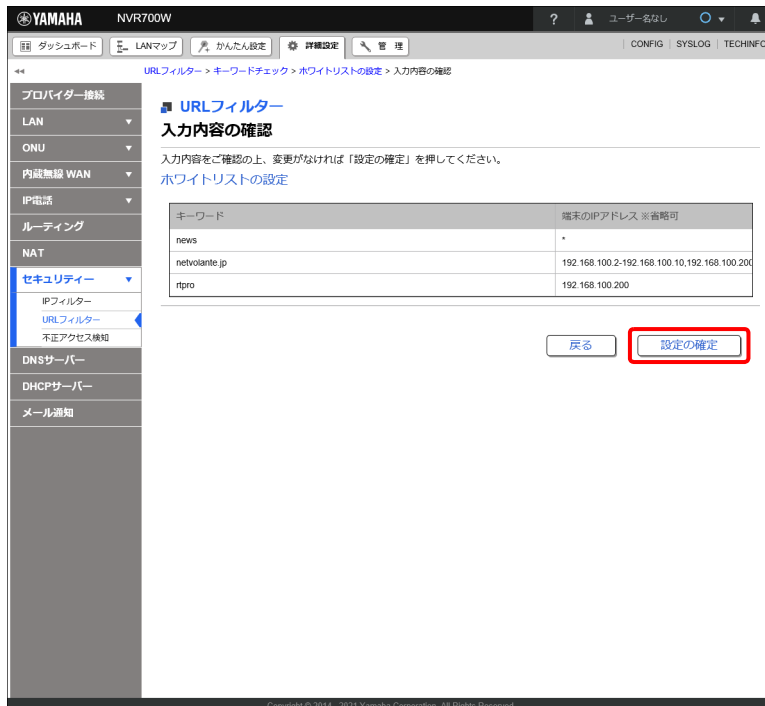 YAMAHA NVR700W ? ユーザー名なし
ダッシュボード LANマップ かんたん設定 詳細設定 管 理 CONFIG SYSLOG TECHINFO
URLフィルター > キーワードチェック > ホワイトリストの設定 > 入力内容の確認
プロバイダー接続
LAN
ONU
内蔵無線 WAN
IP電話
ルーティング
NAT
セキュリティー
IPフィルター
URLフィルター
不正アクセス検知
DNSサーバー
DHCPサーバー
メール通知
URLフィルター
入力内容の確認
入力内容をご確認の上、変更がなければ「設定の確定」を押してください。
ホワイトリストの設定
キーワード 端末のIPアドレス ※省略可
news *
netvolante.jp 192.168.100.2-192.168.100.10,192.168.100.200
rtpro 192.168.100.200
戻る 設定の確定
Copyright © 2014 - 2021 Yamaha Corporation. All Rights Reserved.